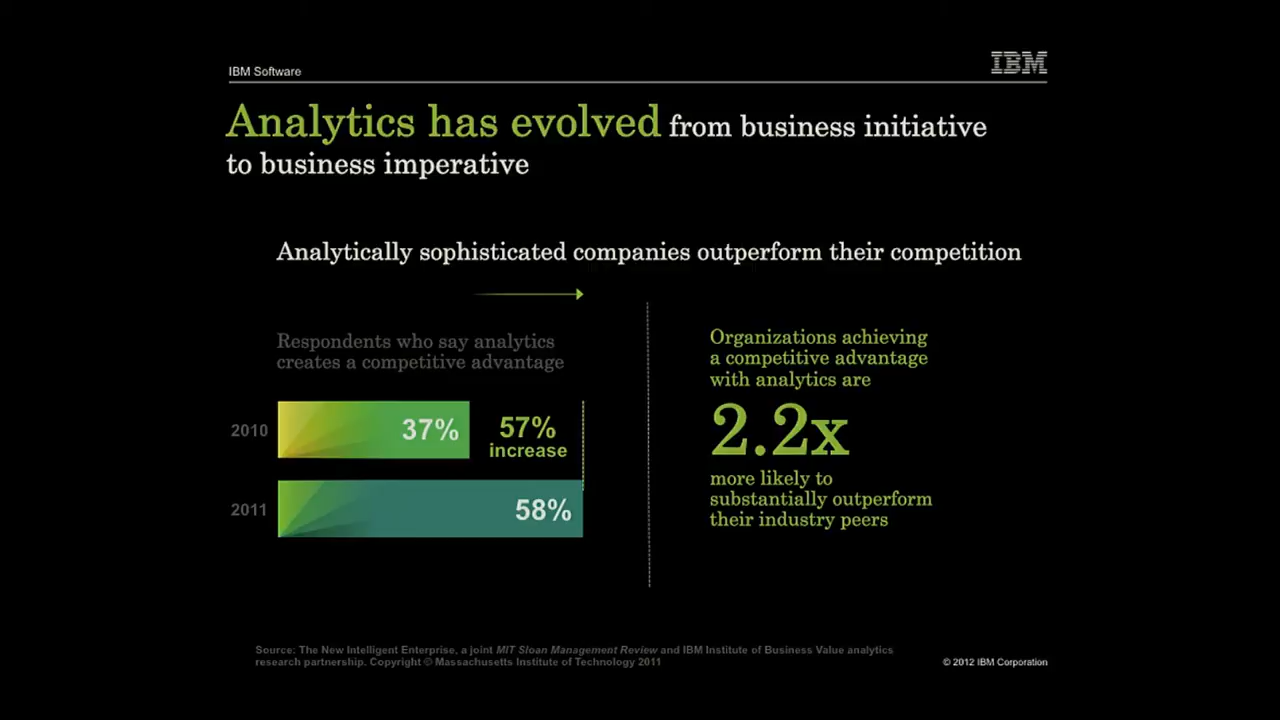 IBM Software
IBM
Analytics has evolved from business initiative
to business imperative
Analytically sophisticated companies outperform their competition
Respondents who say analytics
creates a competitive advantage
2010
37%
57%
increase
2011
58%
Organizations achieving
a competitive advantage
with analytics are
2.2x
more likely to
substantially outperform
their industry peers
Source: The New Intelligent Enterprise, a joint MIT Sloan Management Review and IBM Institute of Business Value analytics
research partnership. Copyright © Massachusetts Institute of Technology 2011
© 2012 IBM Corporation